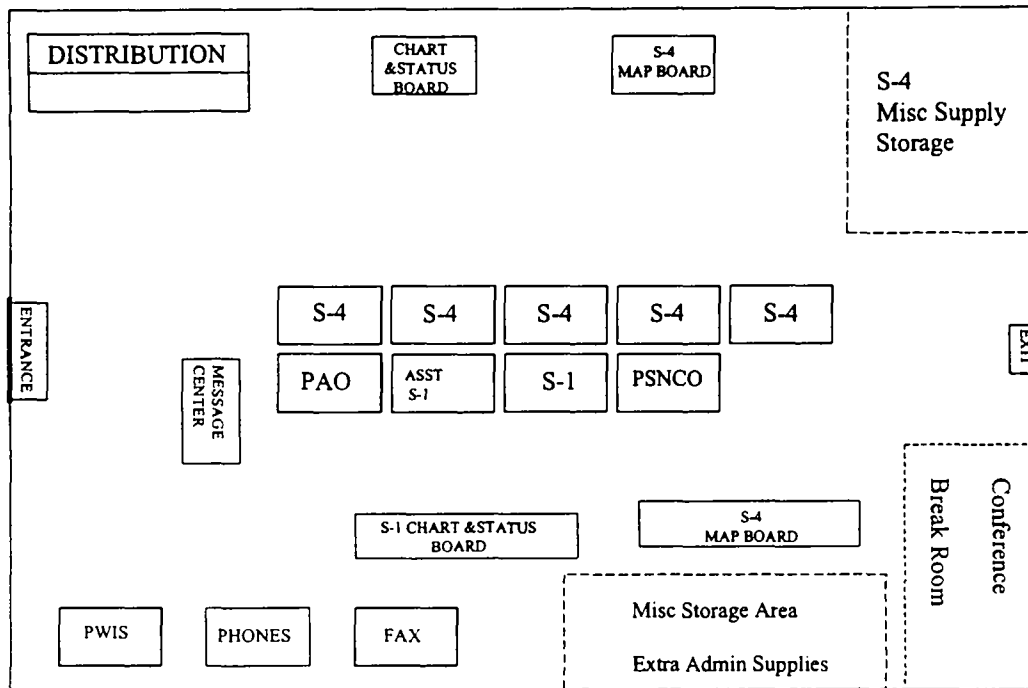 DISTRIBUTION
CHART
&STATUS
BOARD
S-4
MAP BOARD
S-4
Misc Supply
Storage
ENTRANCE
S-4
S-4
S-4
S-4
S-4
EXIT
MESSAGE
CENTER
PAO
ASST
S-1
S-1
PSNCO
S-1 CHART &STATUS
BOARD
S-4
MAP BOARD
Conference
Break Room
PWIS
PHONES
FAX
Misc Storage Area
Extra Admin Supplies